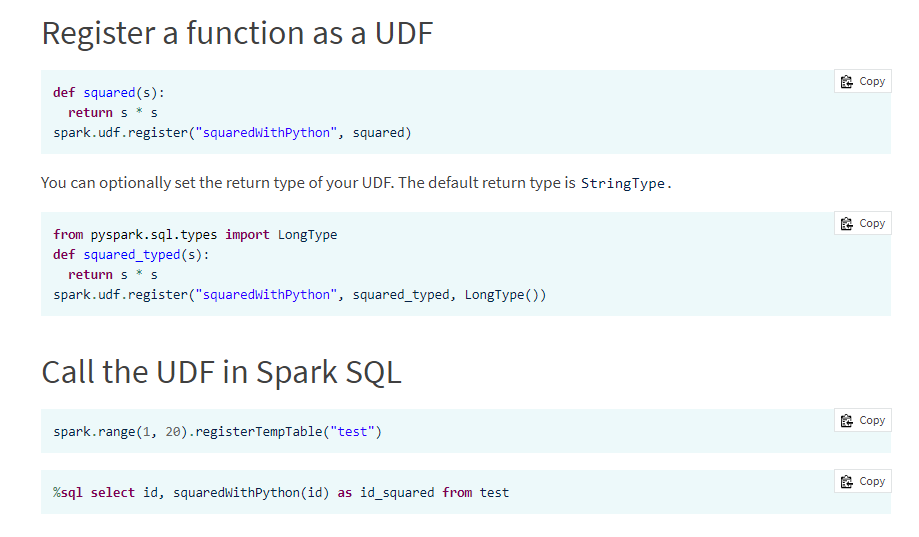 Register a function as a UDF
Copy
def squared(s):
  return s * s
spark.udf.register("squaredWithPython", squared)
You can optionally set the return type of your UDF. The default return type is StringType.
Copy
from pyspark.sql.types import LongType
def squared_typed(s):
  return s * s
spark.udf.register("squaredWithPython", squared_typed, LongType())
Call the UDF in Spark SQL
Copy
spark.range(1, 20).registerTempTable("test")
Copy
%sql select id, squaredWithPython(id) as id_squared from test